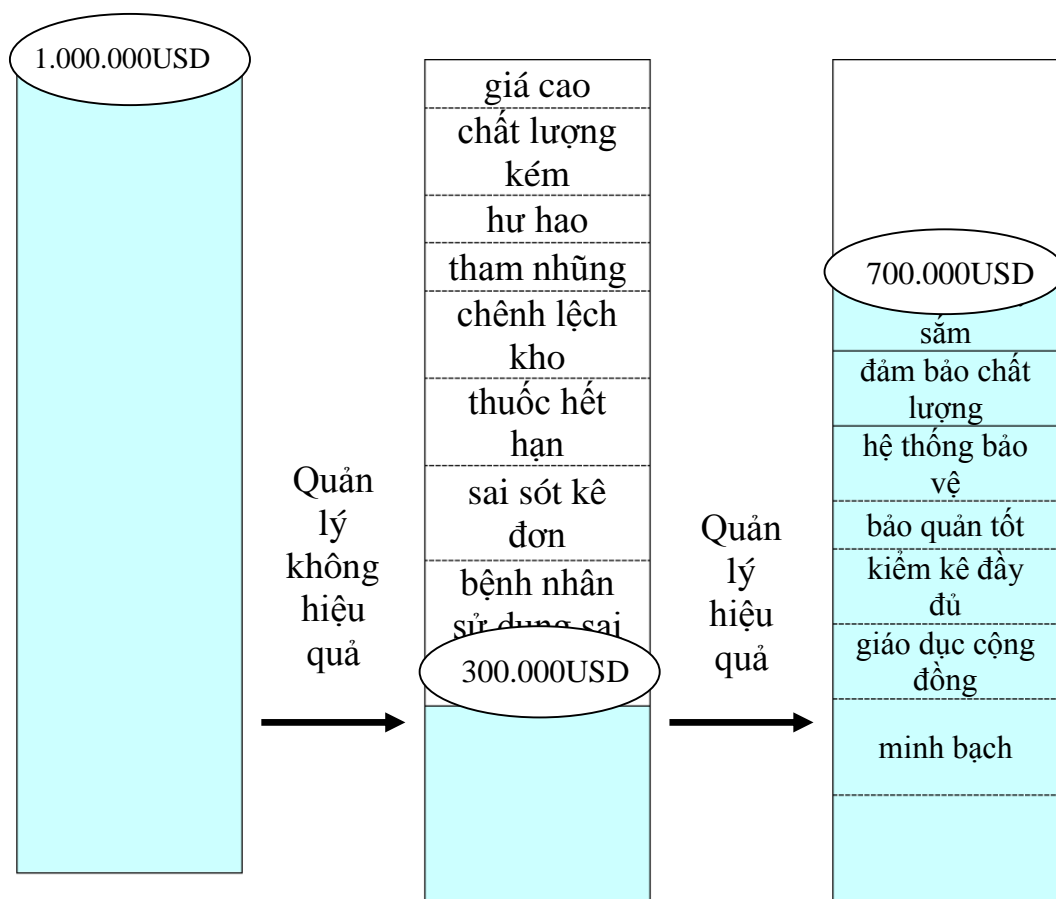 1.000.000USD
Quản
lý
không
hiệu
quả
giá cao
chất lượng
kém
hư hao
tham nhũng
chênh lệch
kho
thuốc hết
hạn
sai sót kê
đơn
bệnh nhân
sử dụng sai
300.000USD
Quản
lý
hiệu
quả
700.000USD
sắm
đảm bảo chất
lượng
hệ thống bảo
vệ
bảo quản tốt
kiểm kê đầy
đủ
giáo dục cộng
đồng
minh bạch